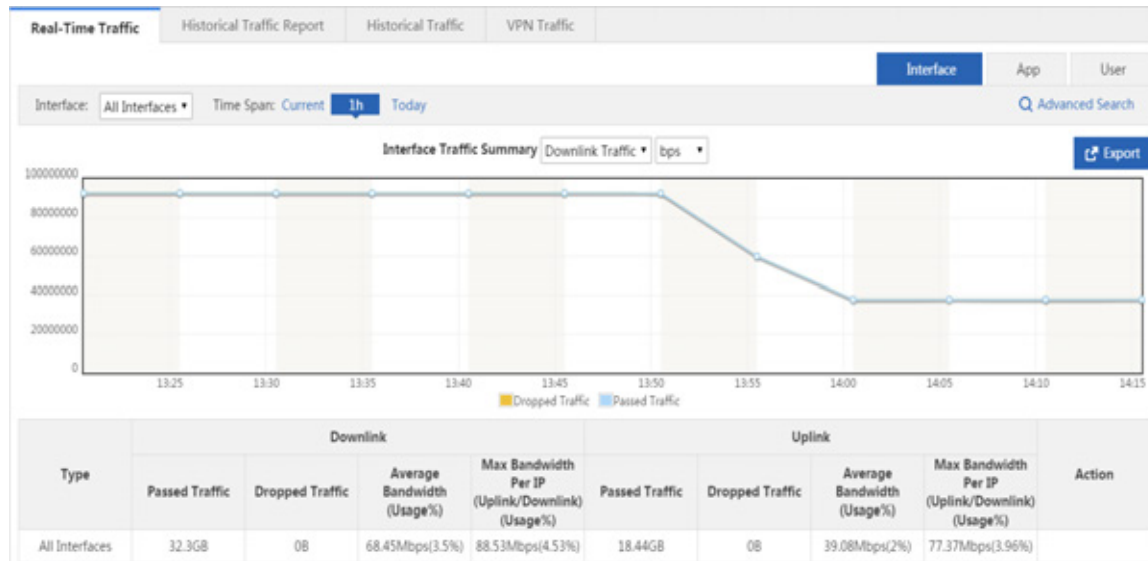 Real-Time Traffic Historical Traffic Report Historical Traffic VPN Traffic
Interface App User
Interface: All Interfaces Time Span: Current 1h Today Advanced Search
Interface Traffic Summary Downlink Traffic bps Export
100000000
80000000
60000000
40000000
20000000
0
13:25 13:30 13:35 13:40 13:45 13:50 13:55 14:00 14:05 14:10 14:15
Dropped Traffic Passed Traffic
Type Downlink Uplink Action
Passed Traffic Dropped Traffic Average Bandwidth (Usage%) Max Bandwidth Per IP (Uplink/Downlink) (Usage%) Passed Traffic Dropped Traffic Average Bandwidth (Usage%) Max Bandwidth Per IP (Uplink/Downlink) (Usage%)
All Interfaces 32.3GB 0B 68.45Mbps(3.5%) 88.53Mbps(4.53%) 18.44GB 0B 39.08Mbps(2%) 77.37Mbps(3.96%)